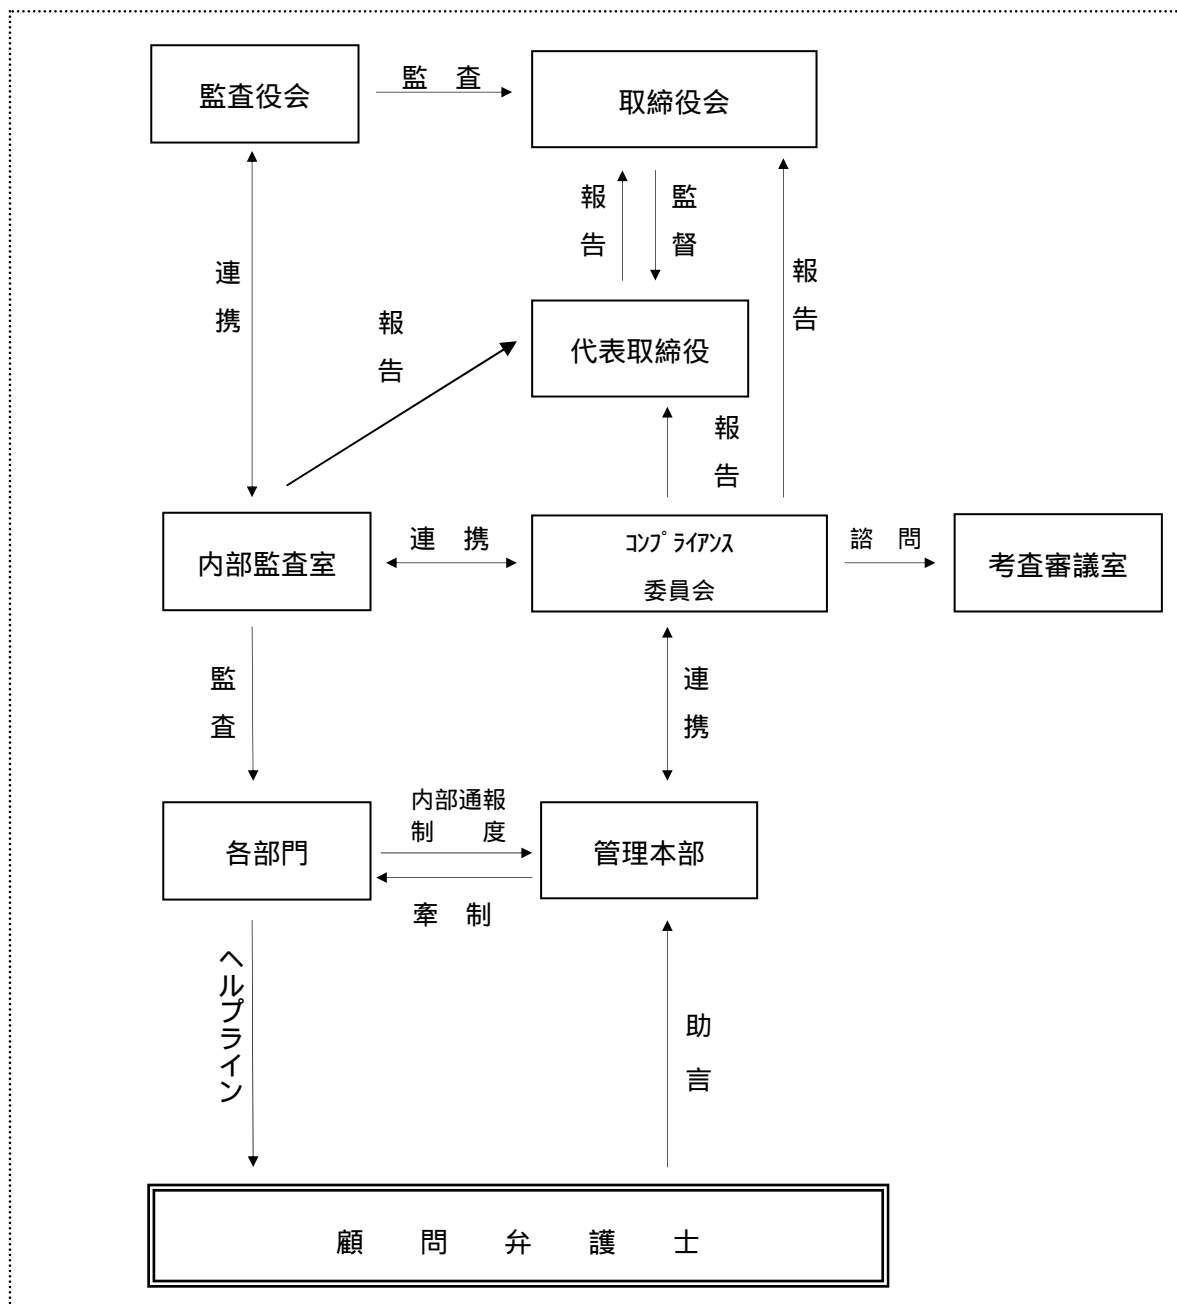 監査役会
監　査
取締役会
報告
監督
報告
連携
報告
代表取締役
報告
内部監査室
連　携
ｺﾝﾌﾟﾗｲｱﾝｽ
委員会
諮　問
考査審議室
監査
連携
各部門
内部通報
制　　度
管理本部
牽　制
ヘルプライン
助言
顧　問　弁　護　士